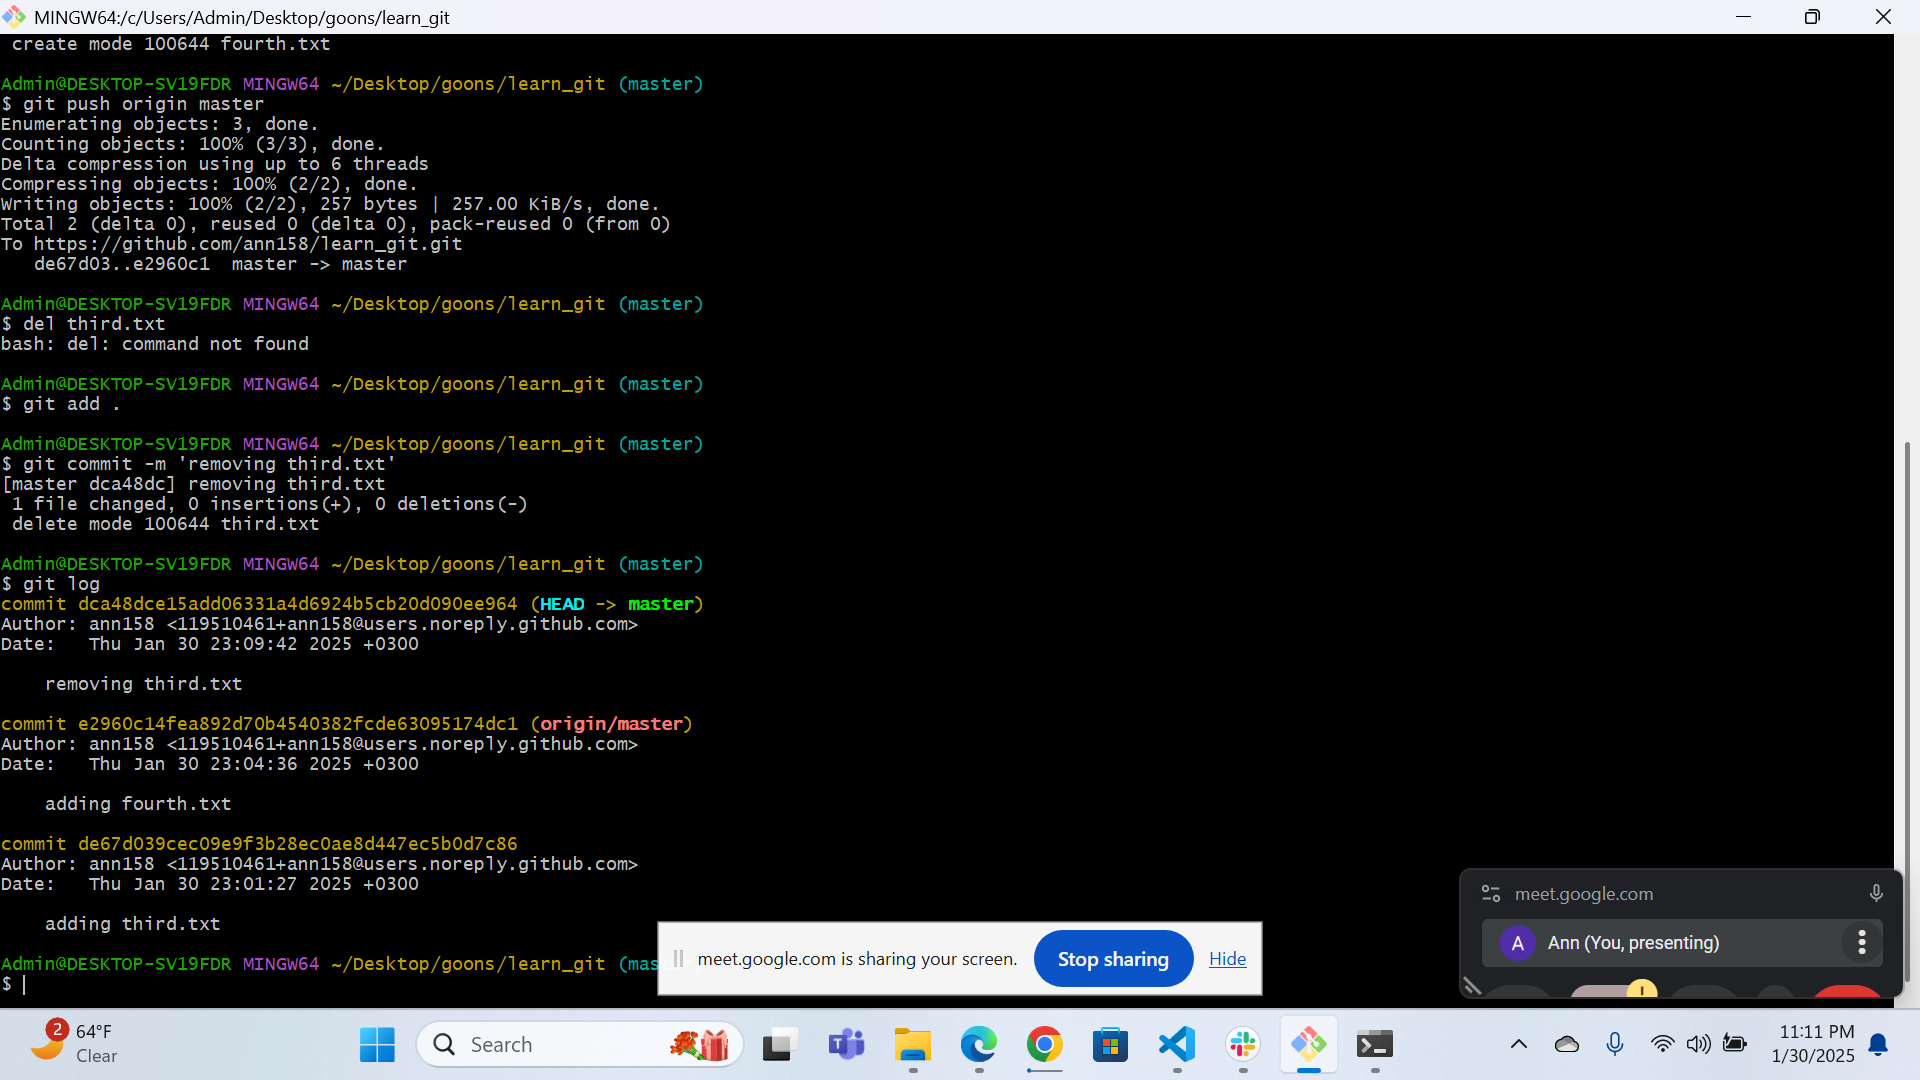 MINGW64:/c/Users/Admin/Desktop/goons/learn_git
 create mode 100644 fourth.txt
Admin@DESKTOP-SV19FDR MINGW64 ~/Desktop/goons/learn_git (master)
$ git push origin master
Enumerating objects: 3, done.
Counting objects: 100% (3/3), done.
Delta compression using up to 6 threads
Compressing objects: 100% (2/2), done.
Writing objects: 100% (2/2), 257 bytes | 257.00 KiB/s, done.
Total 2 (delta 0), reused 0 (delta 0), pack-reused 0 (from 0)
To https://github.com/ann158/learn_git.git
   de67d03..e2960c1  master -> master
Admin@DESKTOP-SV19FDR MINGW64 ~/Desktop/goons/learn_git (master)
$ del third.txt
bash: del: command not found
Admin@DESKTOP-SV19FDR MINGW64 ~/Desktop/goons/learn_git (master)
$ git add .
Admin@DESKTOP-SV19FDR MINGW64 ~/Desktop/goons/learn_git (master)
$ git commit -m 'removing third.txt'
[master dca48dc] removing third.txt
 1 file changed, 0 insertions(+), 0 deletions(-)
 delete mode 100644 third.txt
Admin@DESKTOP-SV19FDR MINGW64 ~/Desktop/goons/learn_git (master)
$ git log
commit dca48dce15add06331a4d6924b5cb20d090ee964 (HEAD -> master)
Author: ann158 <119510461+ann158@users.noreply.github.com>
Date:   Thu Jan 30 23:09:42 2025 +0300
    removing third.txt
commit e2960c14fea892d70b4540382fcde63095174dc1 (origin/master)
Author: ann158 <119510461+ann158@users.noreply.github.com>
Date:   Thu Jan 30 23:04:36 2025 +0300
    adding fourth.txt
commit de67d039cec09e9f3b28ec0ae8d447ec5b0d7c86
Author: ann158 <119510461+ann158@users.noreply.github.com>
Date:   Thu Jan 30 23:01:27 2025 +0300
    adding third.txt
Admin@DESKTOP-SV19FDR MINGW64 ~/Desktop/goons/learn_git (mas
$
meet.google.com is sharing your screen. Stop sharing Hide
meet.google.com
A Ann (You, presenting)
2 64°F
Clear
Search
11:11 PM
1/30/2025